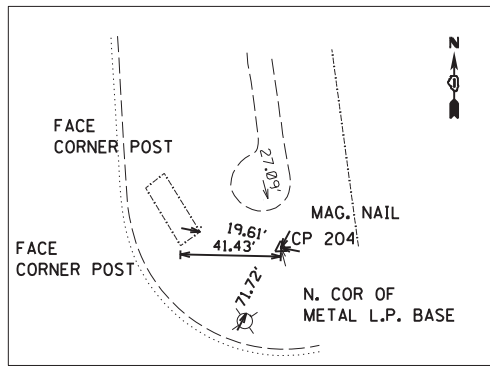 N
FACE
CORNER POST
27.09'
MAG. NAIL
19.61'
CP 204
41.43'
FACE
CORNER POST
71.72'
N. COR OF
METAL L.P. BASE